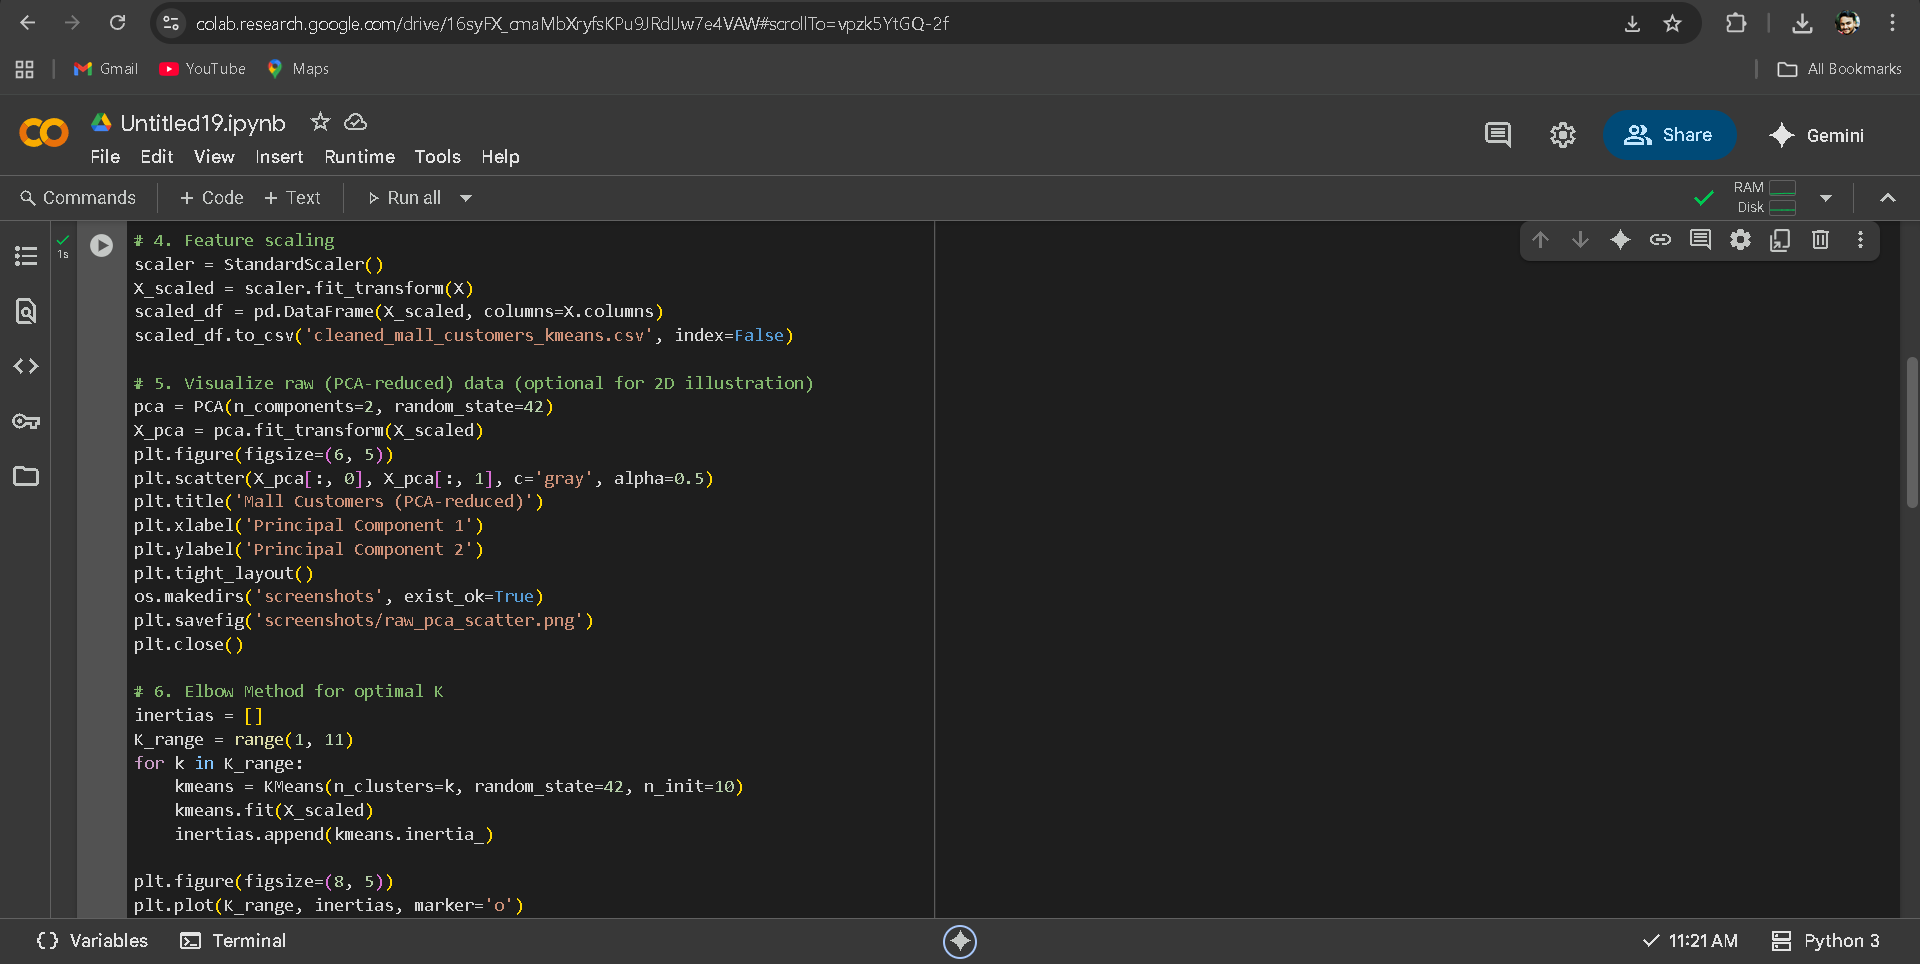 colab.research.google.com/drive/16syFX_qmaMbXryfsKPu9JRdIJw7e4VAW#scrollTo=vpzk5YtGQ-2f
Gmail YouTube Maps All Bookmarks
Untitled19.ipynb
File Edit View Insert Runtime Tools Help
Share Gemini
Commands + Code + Text Run all
RAM
Disk
1s
# 4. Feature scaling
scaler = StandardScaler()
X_scaled = scaler.fit_transform(X)
scaled_df = pd.DataFrame(X_scaled, columns=X.columns)
scaled_df.to_csv('cleaned_mall_customers_kmeans.csv', index=False)
# 5. Visualize raw (PCA-reduced) data (optional for 2D illustration)
pca = PCA(n_components=2, random_state=42)
X_pca = pca.fit_transform(X_scaled)
plt.figure(figsize=(6, 5))
plt.scatter(X_pca[:, 0], X_pca[:, 1], c='gray', alpha=0.5)
plt.title('Mall Customers (PCA-reduced)')
plt.xlabel('Principal Component 1')
plt.ylabel('Principal Component 2')
plt.tight_layout()
os.makedirs('screenshots', exist_ok=True)
plt.savefig('screenshots/raw_pca_scatter.png')
plt.close()
# 6. Elbow Method for optimal K
inertias = []
K_range = range(1, 11)
for k in K_range:
    kmeans = KMeans(n_clusters=k, random_state=42, n_init=10)
    kmeans.fit(X_scaled)
    inertias.append(kmeans.inertia_)
plt.figure(figsize=(8, 5))
plt.plot(K_range, inertias, marker='o')
Variables Terminal 11:21 AM Python 3